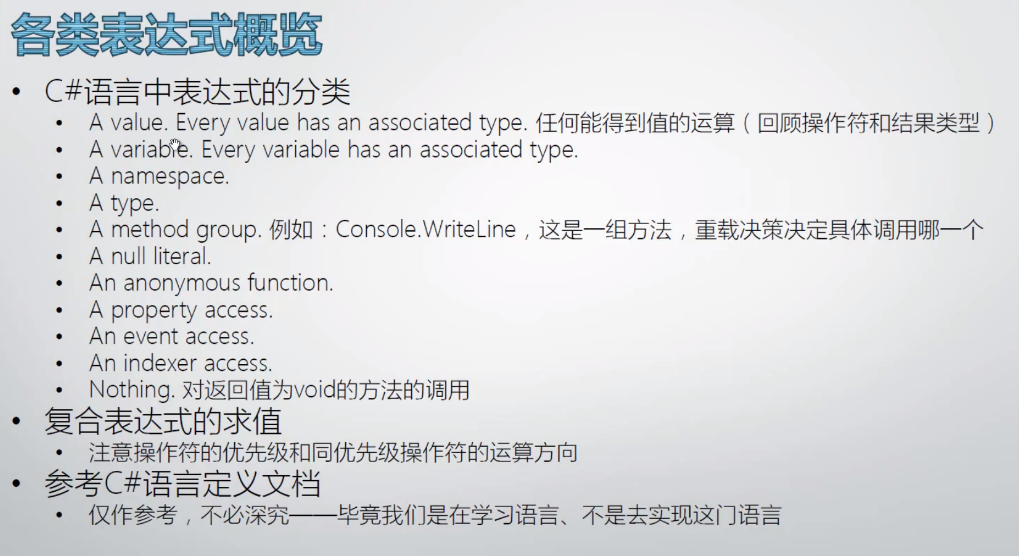 各类表达式概览
• C#语言中表达式的分类
• A value. Every value has an associated type. 任何能得到值的运算（回顾操作符和结果类型）
• A variable. Every variable has an associated type.
• A namespace.
• A type.
• A method group. 例如：Console.WriteLine，这是一组方法，重载决策决定具体调用哪一个
• A null literal.
• An anonymous function.
• A property access.
• An event access.
• An indexer access.
• Nothing. 对返回值为void的方法的调用
• 复合表达式的求值
• 注意操作符的优先级和同优先级操作符的运算方向
• 参考C#语言定义文档
• 仅作参考，不必深究——毕竟我们是在学习语言、不是去实现这门语言